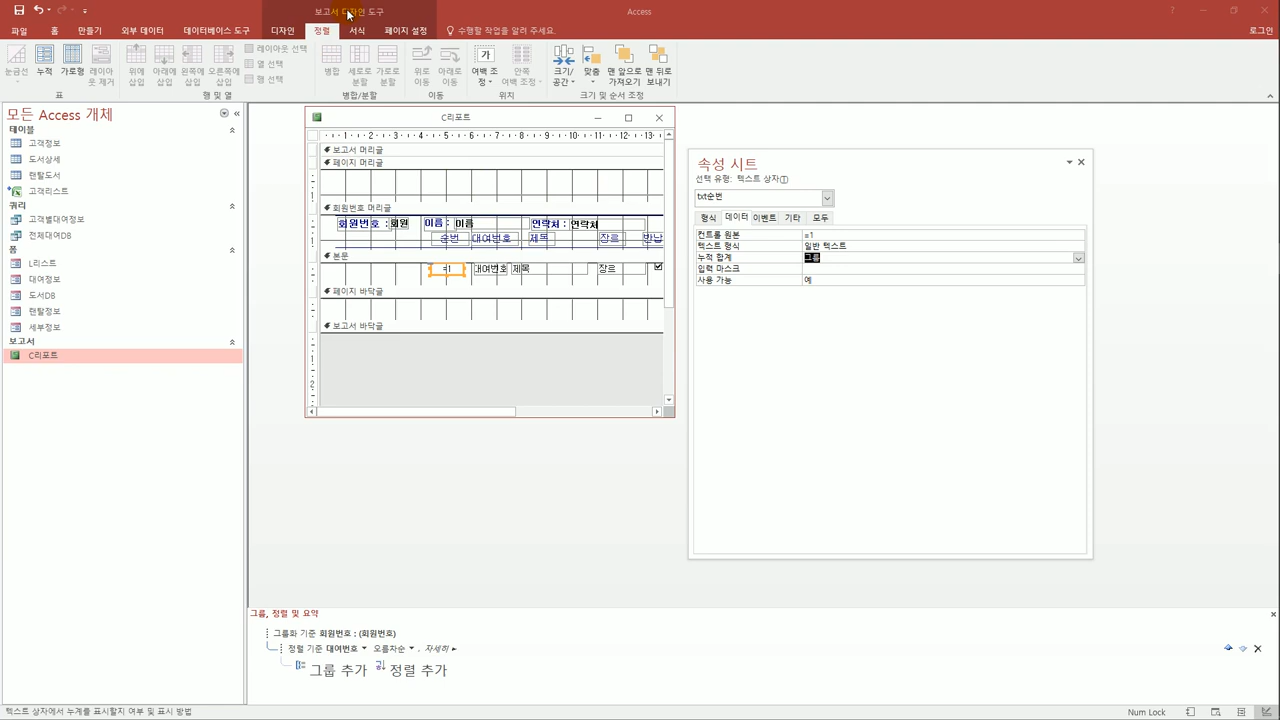 보고서 디자인 도구
Access
파일 홈 만들기 외부 데이터 데이터베이스 도구 디자인 정렬 서식 페이지 설정 수행할 작업을 알려 주세요. 로그인
눈금선 누적 가로형 레이아웃 제거
표
위에 삽입 아래에 삽입 왼쪽에 삽입 오른쪽에 삽입
레이아웃 선택
열 선택
행 선택
행 및 열
병합 세로로 분할 가로로 분할
병합/분할
위로 이동 아래로 이동
이동
여백 조정 안쪽 여백 조정
위치
크기/공간 맞춤 맨 앞으로 가져오기 맨 뒤로 보내기
크기 및 순서 조정
모든 Access 개체
테이블
고객정보
도서상세
렌탈도서
고객리스트
쿼리
고객별대여정보
전체대여DB
폼
L리스트
대여정보
도서DB
렌탈정보
세부정보
보고서
C리포트
C리포트
1 2 3 4 5 6 7 8 9 10 11 12 13
보고서 머리글
페이지 머리글
회원번호 머리글
회원번호 : 회원 이름 : 이름 연락처 : 연락처
순번 대여번호 제목 장르 반납
본문
=1 대여번호 제목 장르
페이지 바닥글
보고서 바닥글
속성 시트
선택 유형: 텍스트 상자(T)
txt순번
형식 데이터 이벤트 기타 모두
컨트롤 원본 =1
텍스트 형식 일반 텍스트
누적 합계 그룹
입력 마스크
사용 가능 예
그룹, 정렬 및 요약
그룹화 기준 회원번호 : (회원번호)
정렬 기준 대여번호 오름차순 , 자세히
그룹 추가 정렬 추가
텍스트 상자에서 누계를 표시할지 여부 및 표시 방법
Num Lock